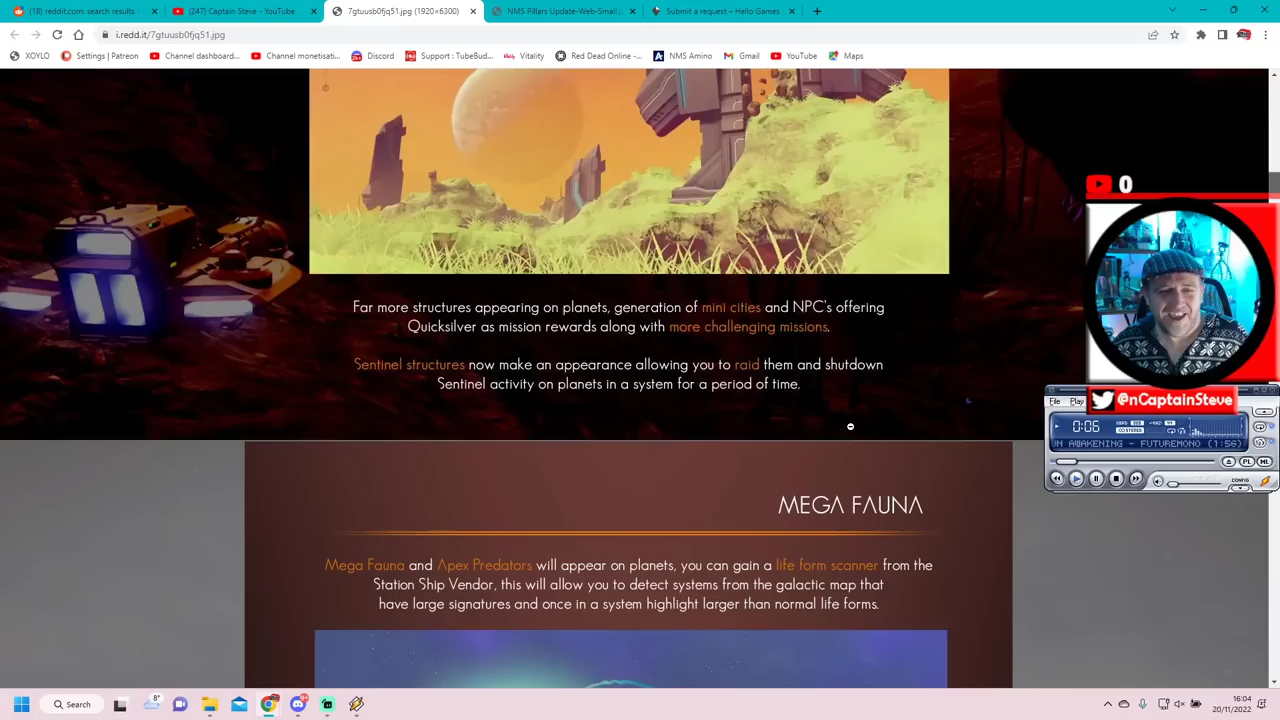 (18) reddit.com: search results -
(247) Captain Steve - YouTube
7gtuusb0fjq51.jpg (1920×6300)
NMS Pillars Update-Web-Small.j
Submit a request – Hello Games
i.redd.it/7gtuusb0fjq51.jpg
XOYLO
Settings | Patreon
Channel dashboard...
Channel monetisati...
Discord
Support : TubeBud...
Vitality
Red Dead Online -...
NMS Amino
Gmail
YouTube
Maps
0
Far more structures appearing on planets, generation of mini cities and NPC's offering
Quicksilver as mission rewards along with more challenging missions.
Sentinel structures now make an appearance allowing you to raid them and shutdown
Sentinel activity on planets in a system for a period of time.
@nCaptainSteve
File Play
0:06
STEREO
N AWAKENING - FUTUREMONO (1:56)
PL ML
CONFIG
MEGA FAUNA
Mega Fauna and Apex Predators will appear on planets, you can gain a life form scanner from the
Station Ship Vendor, this will allow you to detect systems from the galactic map that
have large signatures and once in a system highlight larger than normal life forms.
8°
Search
16:04
20/11/2022